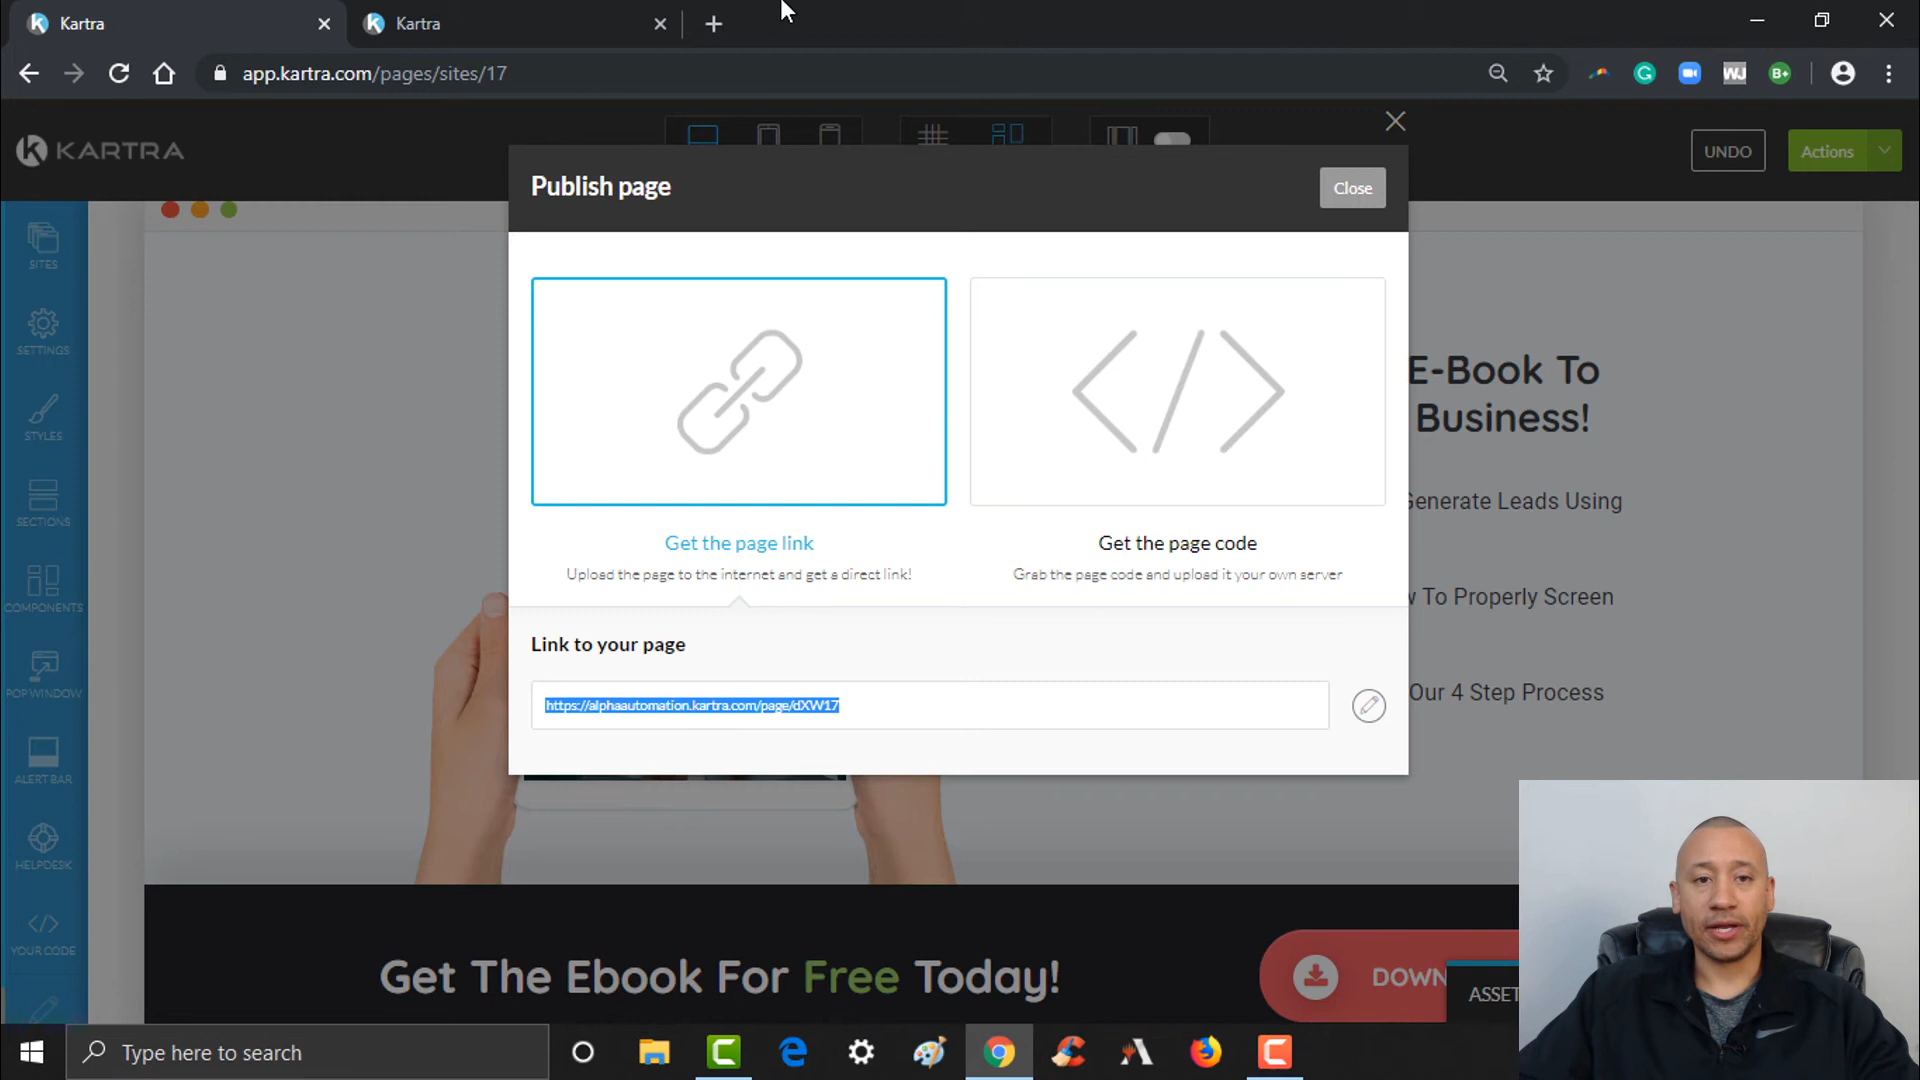 Kartra
Kartra
app.kartra.com/pages/sites/17
WJ
B+
KARTRA
UNDO
Actions
Publish page
Close
SITES
SETTINGS
STYLES
SECTIONS
COMPONENTS
POP WINDOW
ALERT BAR
HELPDESK
YOUR CODE
E-Book To
Business!
Generate Leads Using
w To Properly Screen
Our 4 Step Process
Get the page link
Upload the page to the internet and get a direct link!
Get the page code
Grab the page code and upload it your own server
Link to your page
https://alphaautomation.kartra.com/page/dXW17
Get The Ebook For Free Today!
DOWN
ASSET
Type here to search